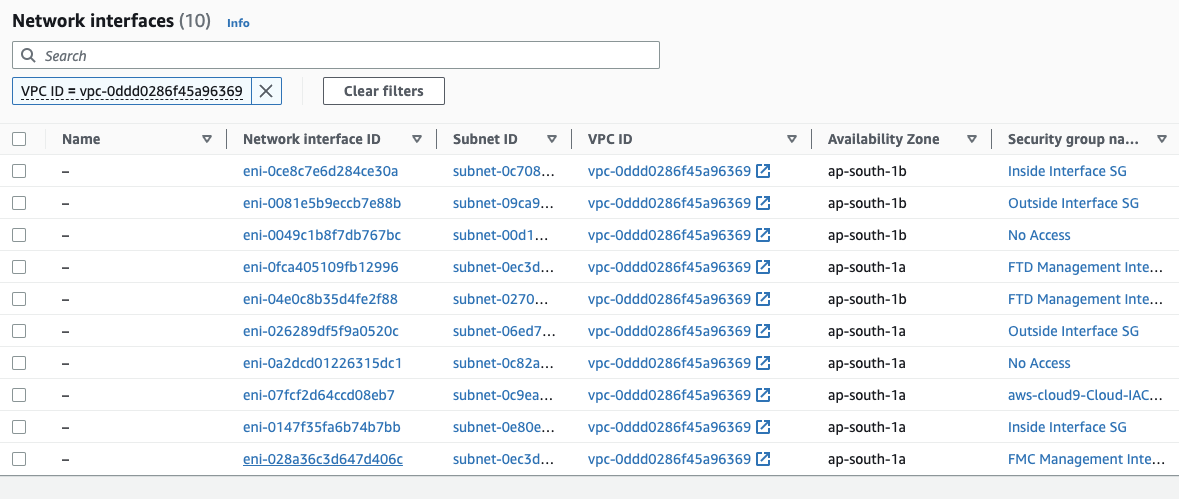 Network interfaces (10) Info
Search
VPC ID = vpc-0ddd0286f45a96369 Clear filters
Name Network interface ID Subnet ID VPC ID Availability Zone Security group na...
– eni-0ce8c7e6d284ce30a subnet-0c708... vpc-0ddd0286f45a96369 ap-south-1b Inside Interface SG
– eni-0081e5b9eccb7e88b subnet-09ca9... vpc-0ddd0286f45a96369 ap-south-1b Outside Interface SG
– eni-0049c1b8f7db767bc subnet-00d1... vpc-0ddd0286f45a96369 ap-south-1b No Access
– eni-0fca405109fb12996 subnet-0ec3d... vpc-0ddd0286f45a96369 ap-south-1a FTD Management Inte...
– eni-04e0c8b35d4fe2f88 subnet-0270... vpc-0ddd0286f45a96369 ap-south-1b FTD Management Inte...
– eni-026289df5f9a0520c subnet-06ed7... vpc-0ddd0286f45a96369 ap-south-1a Outside Interface SG
– eni-0a2dcd01226315dc1 subnet-0c82a... vpc-0ddd0286f45a96369 ap-south-1a No Access
– eni-07fcf2d64ccd08eb7 subnet-0c9ea... vpc-0ddd0286f45a96369 ap-south-1a aws-cloud9-Cloud-IAC...
– eni-0147f35fa6b74b7bb subnet-0e80e... vpc-0ddd0286f45a96369 ap-south-1a Inside Interface SG
– eni-028a36c3d647d406c subnet-0ec3d... vpc-0ddd0286f45a96369 ap-south-1a FMC Management Inte...